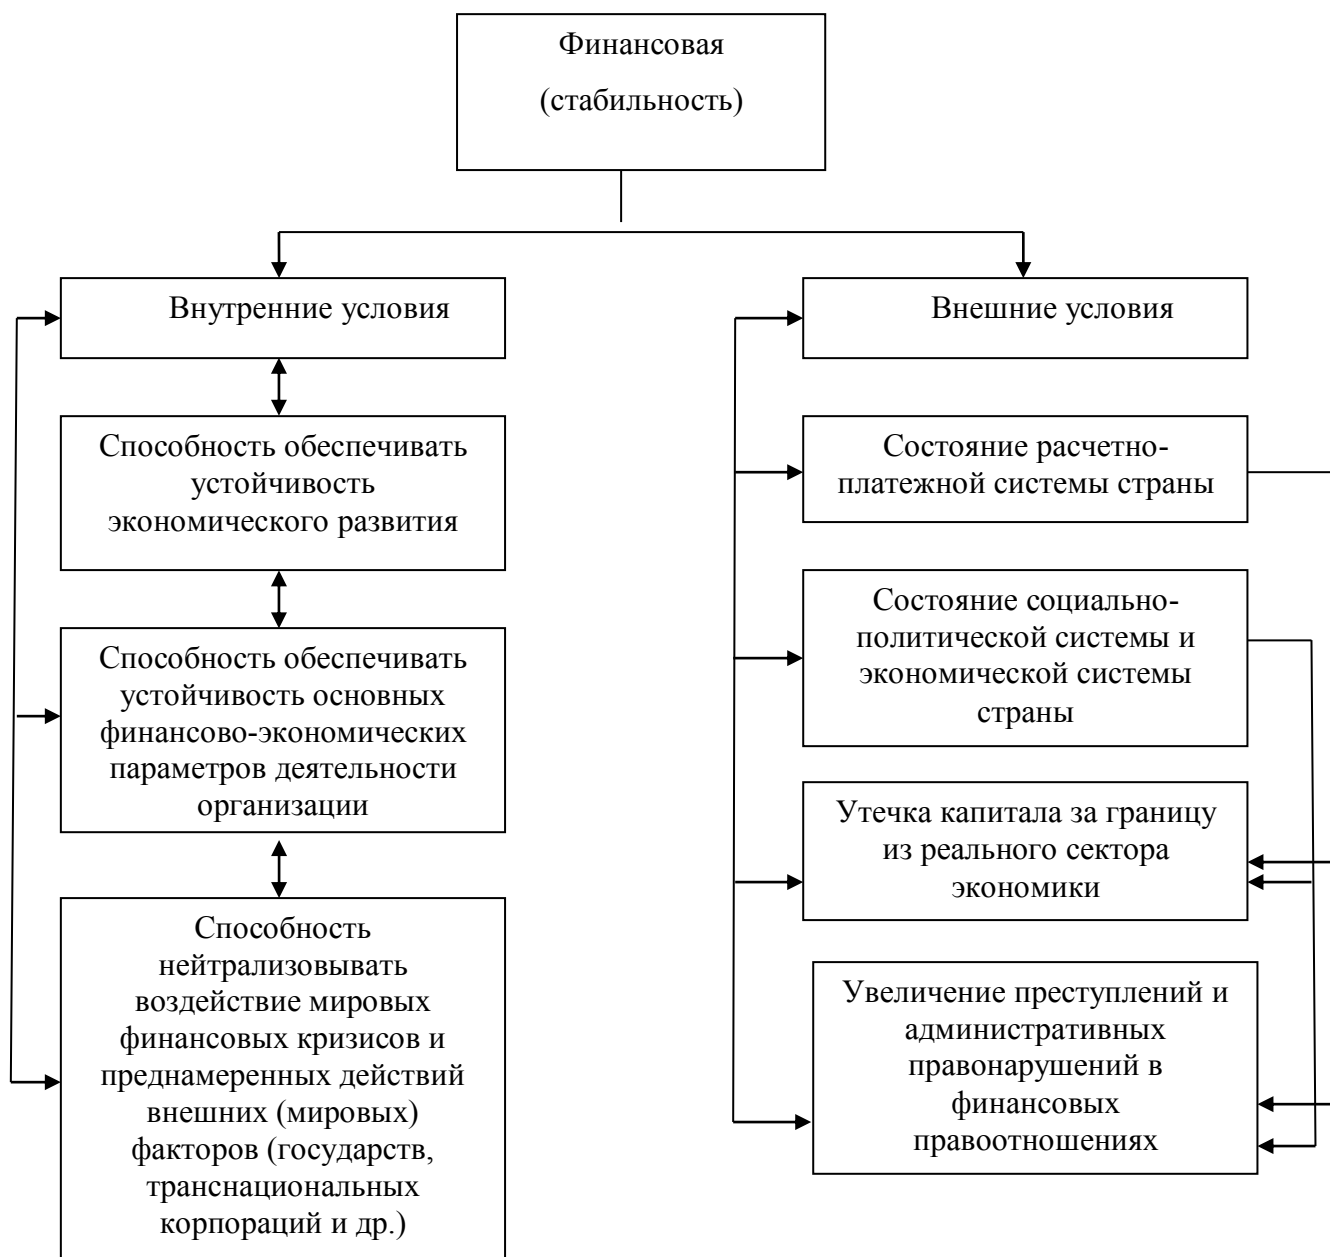 Финансовая
(стабильность)
Внутренние условия
Способность обеспечивать
устойчивость
экономического развития
Способность обеспечивать
устойчивость основных
финансово-экономических
параметров деятельности
организации
Способность
нейтрализовывать
воздействие мировых
финансовых кризисов и
преднамеренных действий
внешних (мировых)
факторов (государств,
транснациональных
корпораций и др.)
Внешние условия
Состояние расчетно-
платежной системы страны
Состояние социально-
политической системы и
экономической системы
страны
Утечка капитала за границу
из реального сектора
экономики
Увеличение преступлений и
административных
правонарушений в
финансовых
правоотношениях